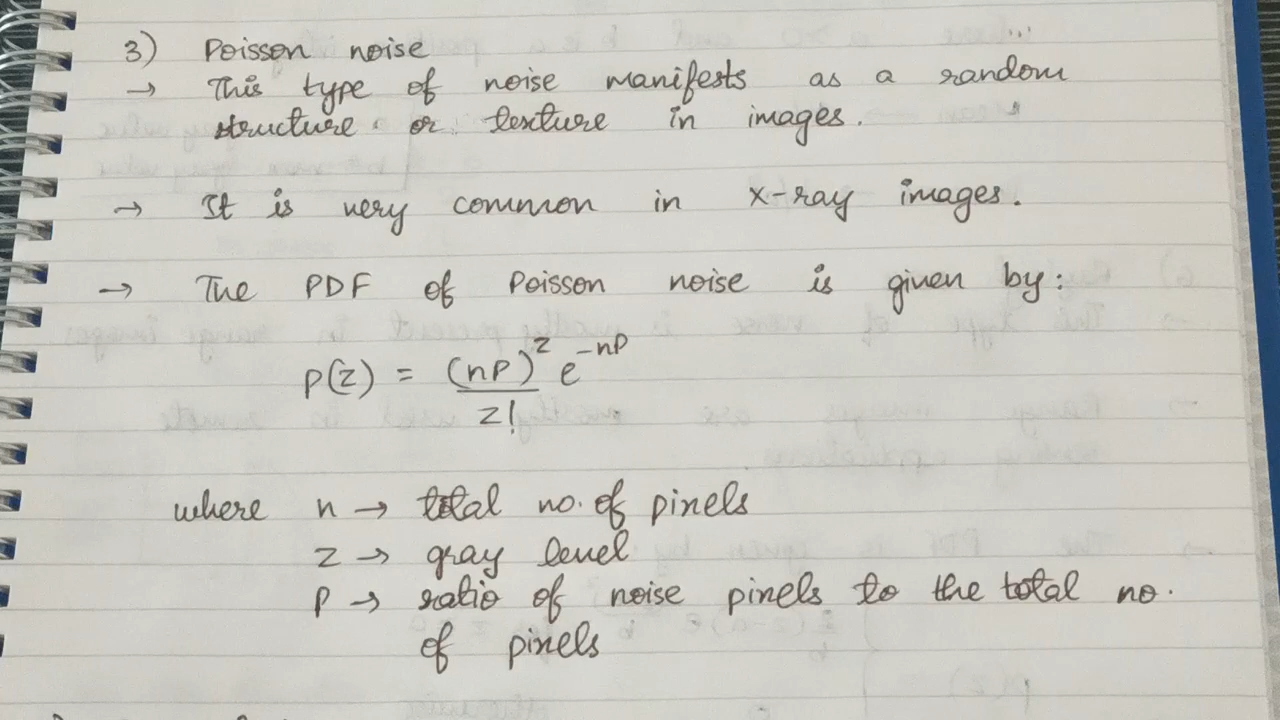 3) Poisson noise
→ This type of noise manifests as a random
structure or texture in images.
→ It is very common in x-ray images.
→ The PDF of Poisson noise is given by:
P(z) = (np)^z e^-np / z!
where n → total no. of pixels
z → gray level
P → ratio of noise pixels to the total no.
of pixels